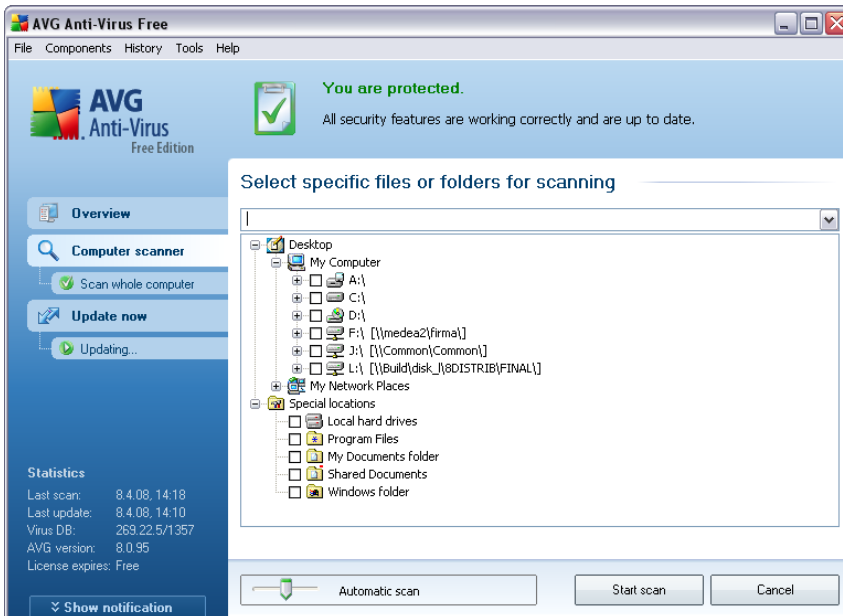 AVG Anti-Virus Free
File Components History Tools Help
AVG
Anti-Virus
Free Edition
You are protected.
All security features are working correctly and are up to date.
Select specific files or folders for scanning
Overview
Computer scanner
Scan whole computer
Update now
Updating...
Desktop
My Computer
A:\
C:\
D:\
F:\ [\\medea2\firma\]
J:\ [\\Common\Common\]
L:\ [\\Build\disk_l\8DISTRIB\FINAL\]
My Network Places
Special locations
Local hard drives
Program Files
My Documents folder
Shared Documents
Windows folder
Statistics
Last scan: 8.4.08, 14:18
Last update: 8.4.08, 14:10
Virus DB: 269.22.5/1357
AVG version: 8.0.95
License expires: Free
Show notification
Automatic scan
Start scan
Cancel